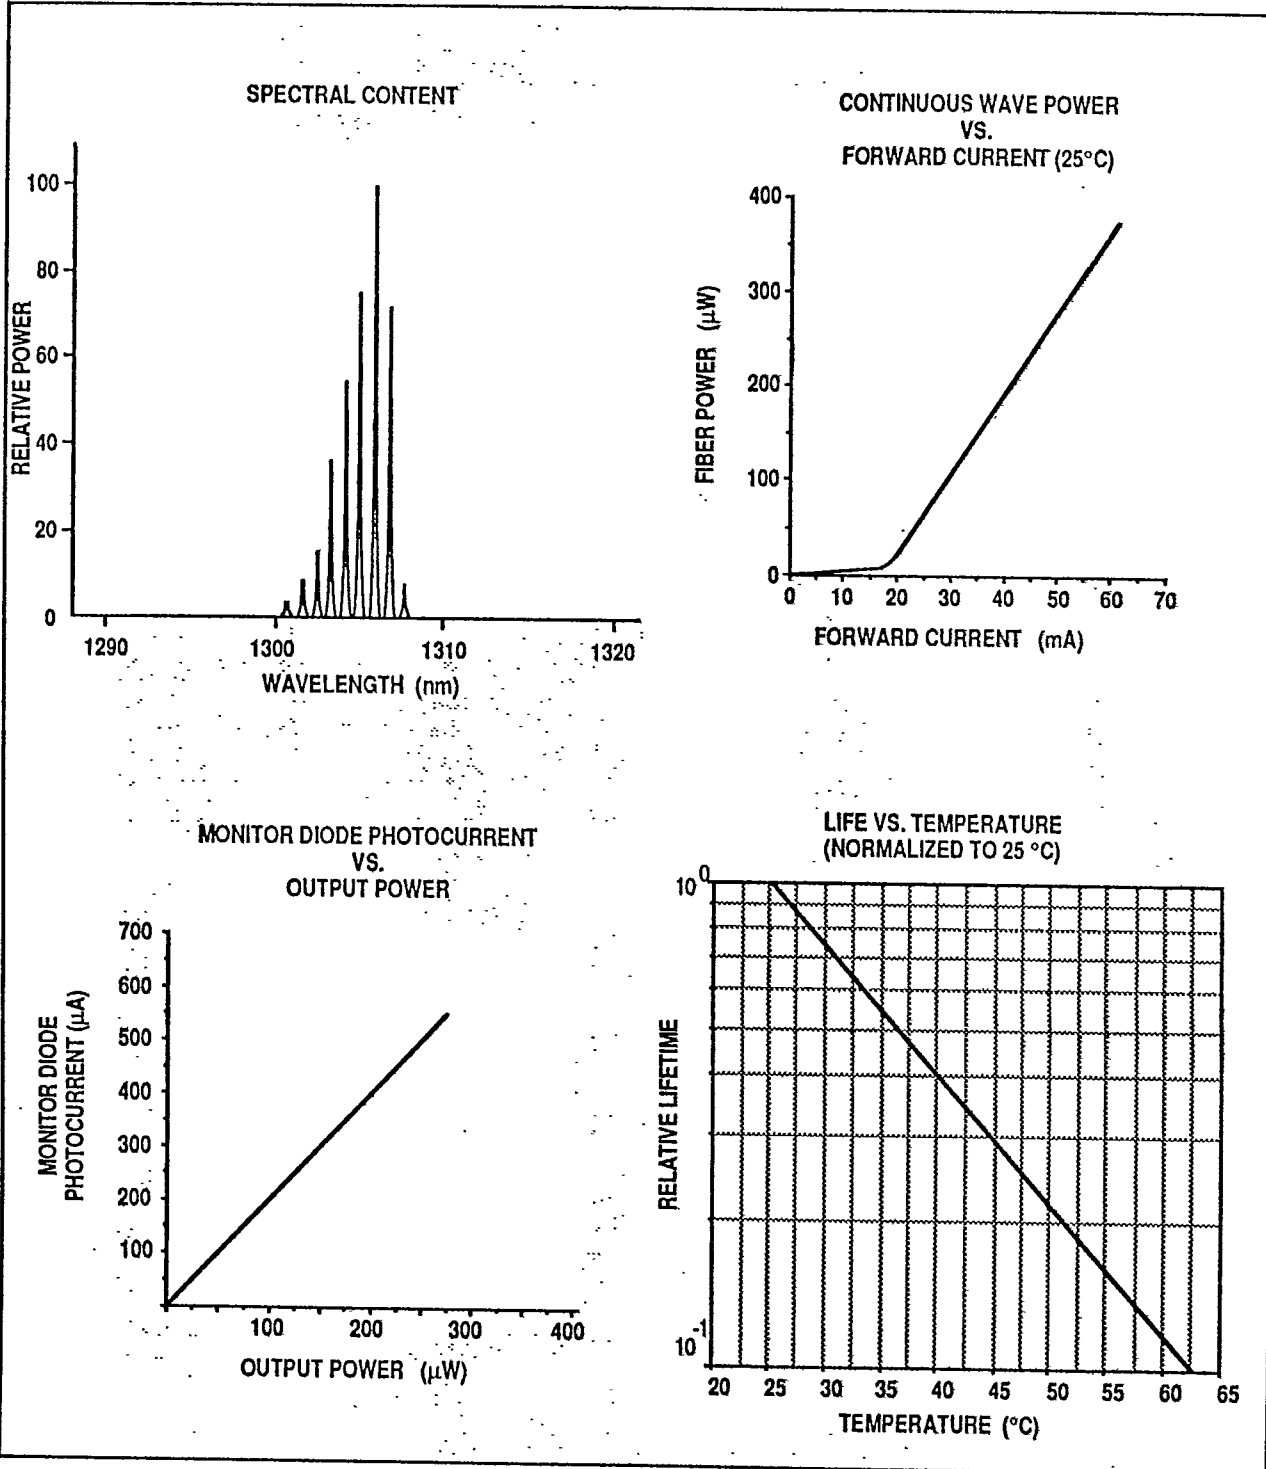 SPECTRAL CONTENT
100
80
60
40
20
0
RELATIVE POWER
1290
1300
1310
1320
WAVELENGTH (nm)
CONTINUOUS WAVE POWER
VS.
FORWARD CURRENT (25°C)
400
300
200
100
0
FIBER POWER (µW)
0
10
20
30
40
50
60
70
FORWARD CURRENT (mA)
MONITOR DIODE PHOTOCURRENT
VS.
OUTPUT POWER
700
600
500
400
300
200
100
MONITOR DIODE
PHOTOCURRENT (µA)
100
200
300
400
OUTPUT POWER (µW)
LIFE VS. TEMPERATURE
(NORMALIZED TO 25 °C)
10⁰
10⁻¹
RELATIVE LIFETIME
20
25
30
35
40
45
50
55
60
65
TEMPERATURE (°C)